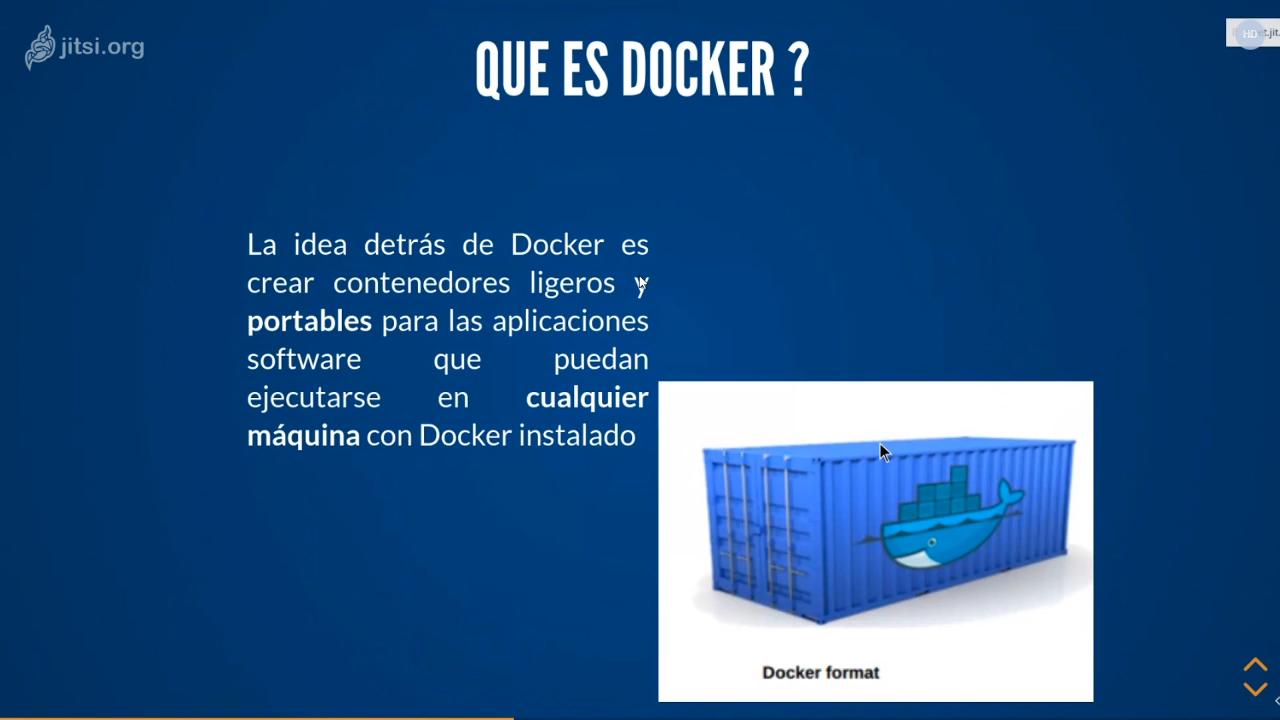 jitsi.org
QUE ES DOCKER ?
HD
La idea detrás de Docker es
crear contenedores ligeros y
portables para las aplicaciones
software que puedan
ejecutarse en cualquier
máquina con Docker instalado
Docker format